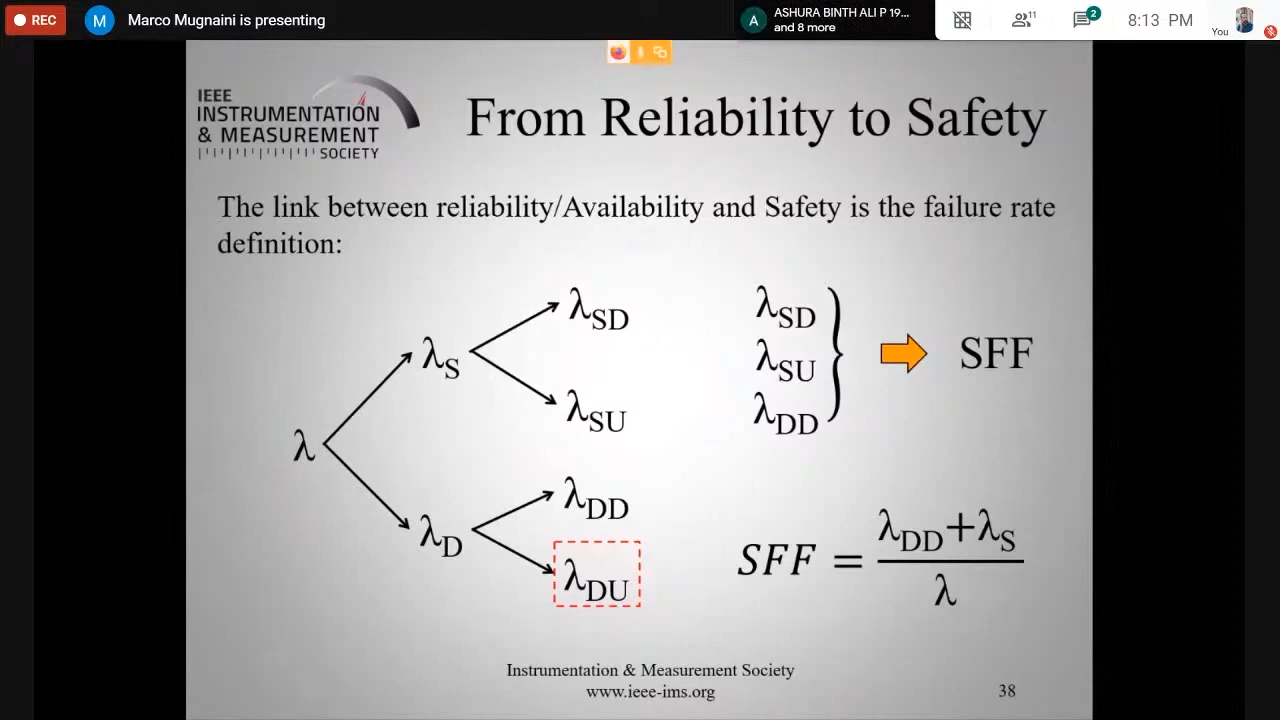 REC
M
Marco Mugnaini is presenting
A
ASHURA BINTH ALI P 19...
and 8 more
11
2
8:13 PM
You
IEEE
INSTRUMENTATION
& MEASUREMENT
SOCIETY
From Reliability to Safety
The link between reliability/Availability and Safety is the failure rate
definition:
λ
λS
λD
λSD
λSU
λDD
λDU
λSD
λSU
λDD
SFF
SFF = (λDD+λS)/λ
Instrumentation & Measurement Society
www.ieee-ims.org
38